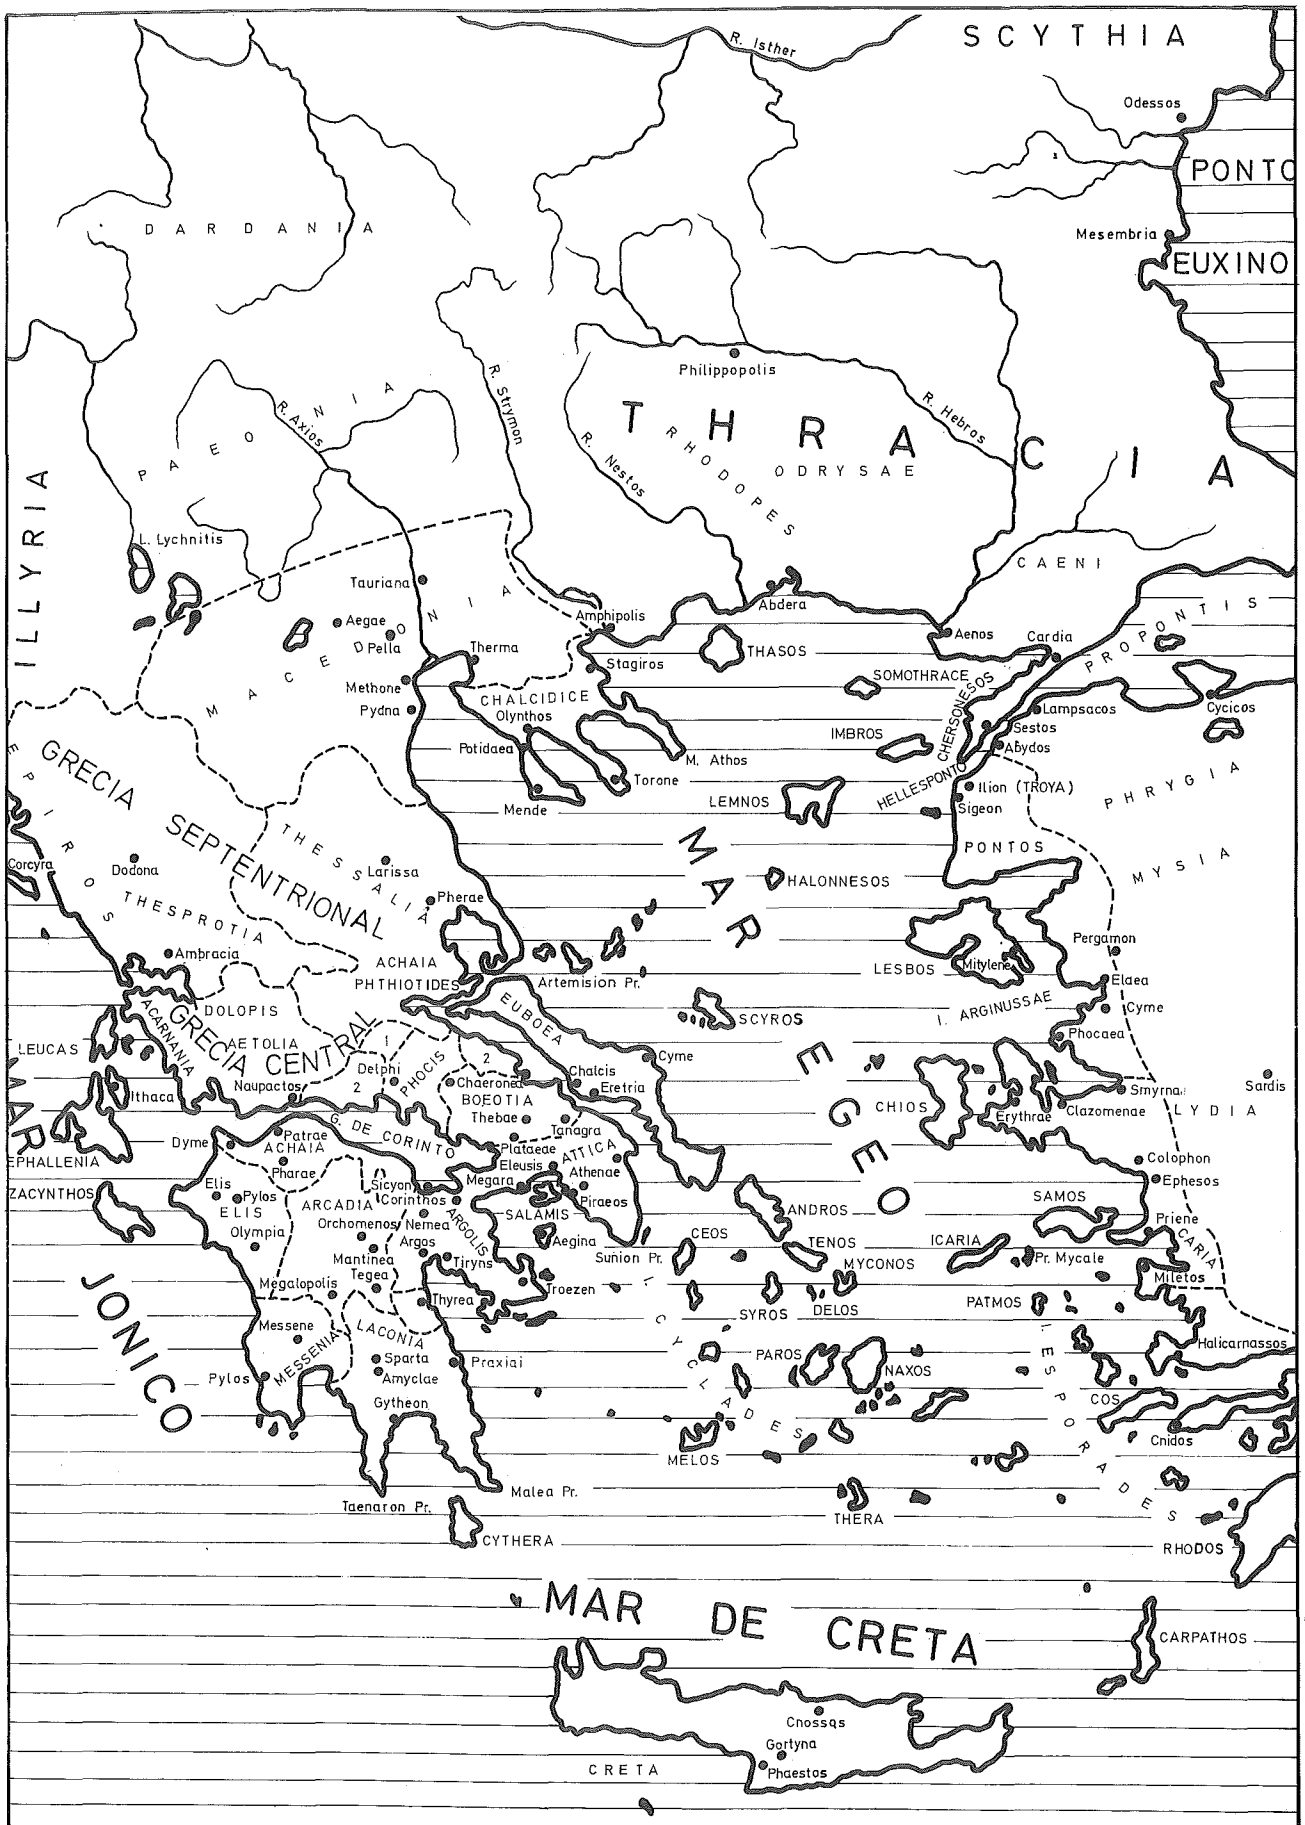 SCYTHIA
R. Isther
Odessos
PONTO
DARDANIA
Mesembria
EUXINO
R. Strymon
Philippopolis
R. Axios
PAEONIA
R. Hebros
THRACIA
RHODOPES
ODRYSAE
R. Nestos
ILLYRIA
L. Lychnitis
CAENI
Tauriana
MACEDONIA
Abdera
Amphipolis
Aegae
Pella
Aenos
Cardia
PROPONTIS
Therma
THASOS
Stagiros
Methone
SOMOTHRACE
CHALCIDICE
Olynthos
Pydna
CHERSONESOS
Lampsacos
Cycicos
Sestos
IMBROS
Potidaea
M. Athos
Abydos
EPIROS
GRECIA SEPTENTRIONAL
Torone
HELLESPONTO
Ilion (TROYA)
Mende
LEMNOS
Sigeon
PHRYGIA
THESSALIA
MAR EGEO
PONTOS
MYSIA
Corcyra
Dodona
Larissa
HALONNESOS
THESPROTIA
Pherae
Pergamon
Ambracia
ACHAIA
PHTHIOTIDES
LESBOS
Mitylene
Artemision Pr.
Elaea
DOLOPIS
EUBOEA
I. ARGINUSSAE
Cyme
ACARNANIA
GRECIA CENTRAL
SCYROS
Phocaea
AETOLIA
1
LEUCAS
Delphi
PHOCIS
2
Cyme
Chalcis
Sardis
Naupactos
2
Chaeronea
Eretria
Smyrna
Ithaca
BOEOTIA
CHIOS
Erythrae
Clazomenae
LYDIA
Thebae
Tanagra
G. DE CORINTO
Patrae
Dyme
ACHAIA
Plataeae
ATTICA
EPHALLENIA
Pharae
Eleusis
Colophon
Megara
Athenae
Ephesos
ZACYNTHOS
Elis
Pylos
Sicyon
Corinthos
Piraeos
SAMOS
ELIS
ARCADIA
SALAMIS
ANDROS
Orchomenos
Nemea
ARGOLIS
Priene
Olympia
Argos
Aegina
CEOS
TENOS
ICARIA
CARIA
Mantinea
Tiryns
Sunion Pr.
MYCONOS
Pr. Mycale
Tegea
Miletos
Megalopolis
Troezen
Thyrea
SYROS
DELOS
PATMOS
MAR JONICO
Messene
LACONIA
MESSENIA
Halicarnassos
Sparta
Praxiai
PAROS
NAXOS
Pylos
Amyclae
I. CYCLADES
I. ESPORADES
COS
Gytheon
Cnidos
MELOS
Malea Pr.
Taenaron Pr.
THERA
CYTHERA
RHODOS
MAR DE CRETA
CARPATHOS
Cnossos
Gortyna
Phaestos
CRETA